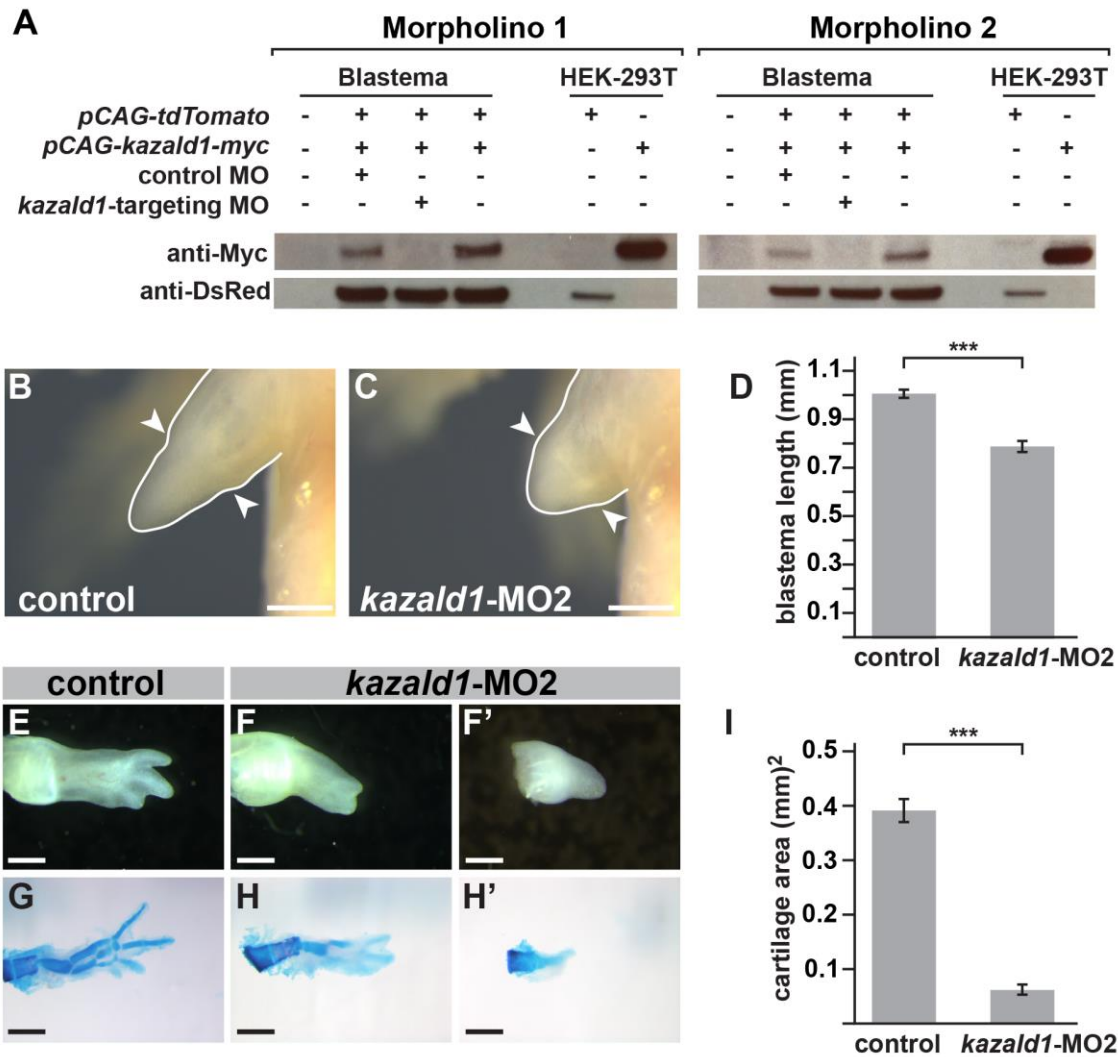 A
Morpholino 1 Morpholino 2
Blastema HEK-293T Blastema HEK-293T
pCAG-tdTomato - + + + + - - + + + + -
pCAG-kazald1-myc - + + + - + - + + + - +
control MO - + - - - - - + - - - -
kazald1-targeting MO - - + - - - - - + - - -
anti-Myc
anti-DsRed
B
control
C
kazald1-MO2
D
***
blastema length (mm)
1.1
0.9
0.7
0.5
0.3
0.1
control kazald1-MO2
control kazald1-MO2
E F F’
G H H’
I
***
cartilage area (mm)²
0.5
0.4
0.3
0.2
0.1
control kazald1-MO2